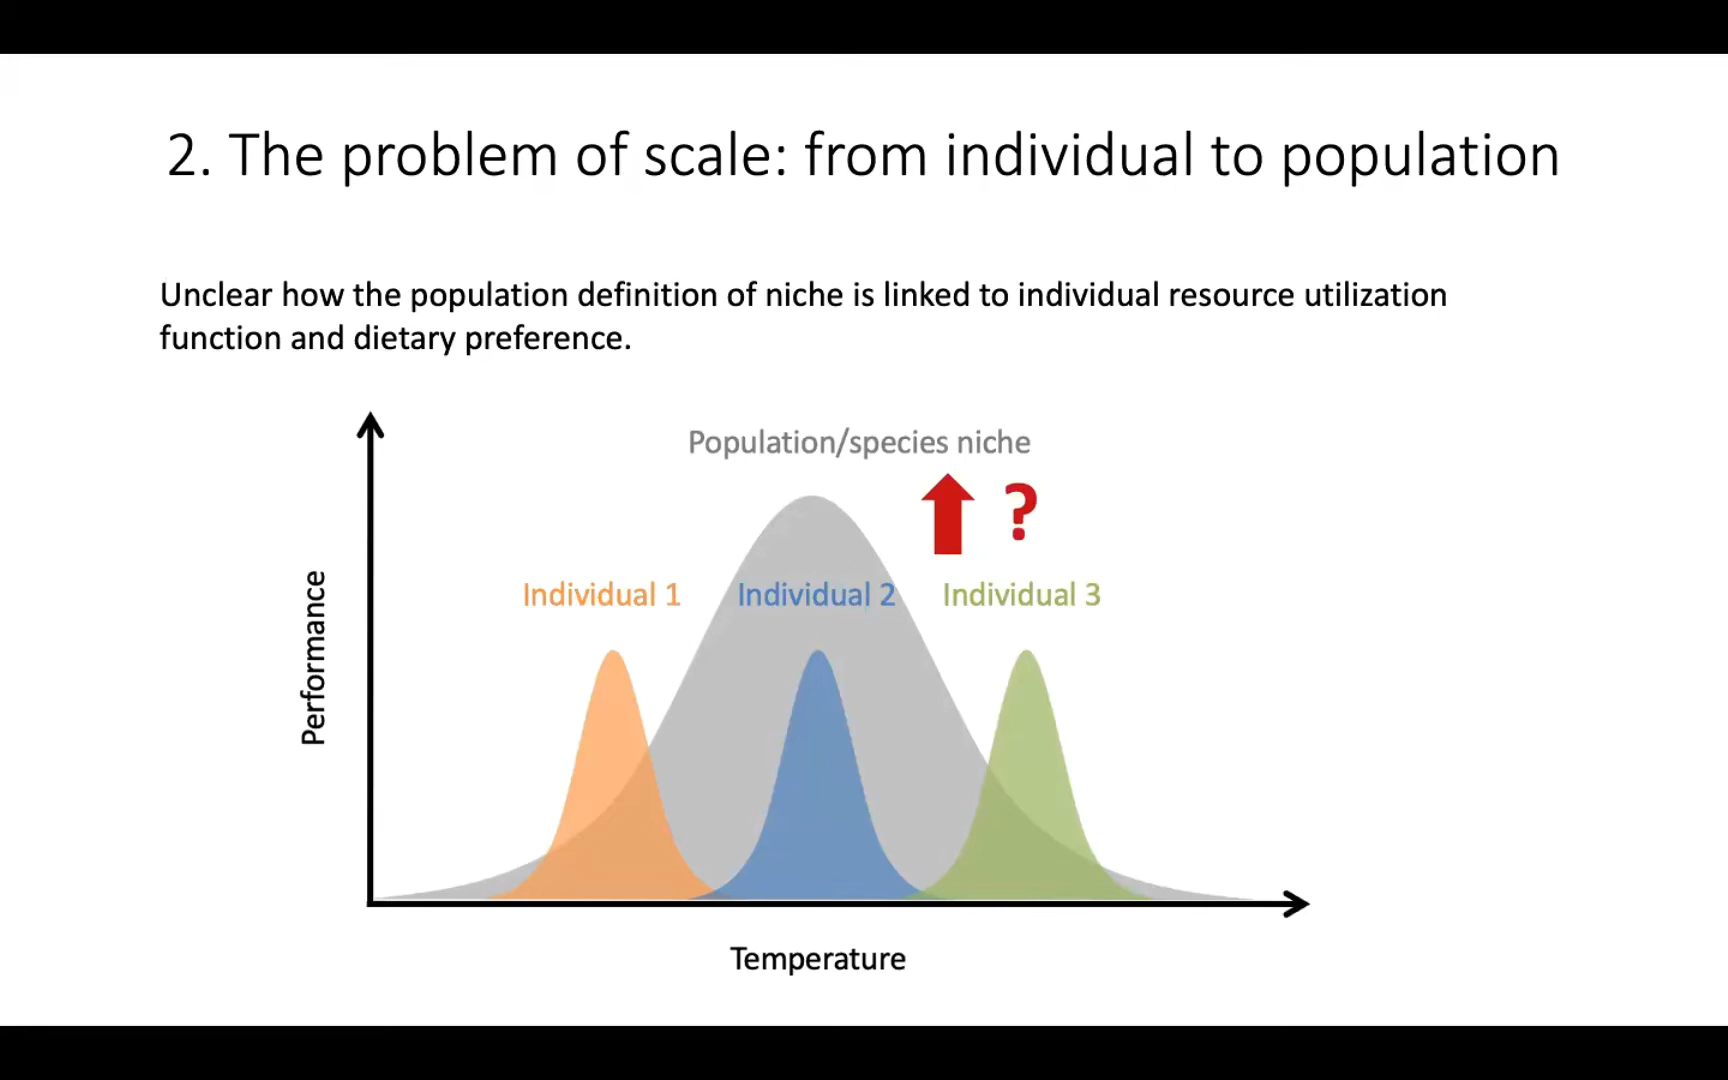 2. The problem of scale: from individual to population
Unclear how the population definition of niche is linked to individual resource utilization
function and dietary preference.
Population/species niche
?
Individual 1
Individual 2
Individual 3
Performance
Temperature